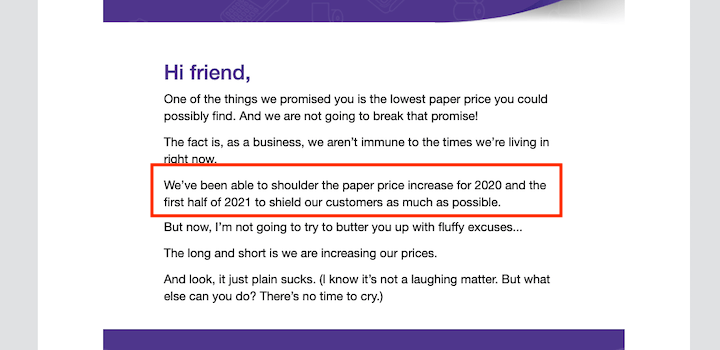 Hi friend,
One of the things we promised you is the lowest paper price you could
possibly find. And we are not going to break that promise!
The fact is, as a business, we aren’t immune to the times we’re living in
right now.
We’ve been able to shoulder the paper price increase for 2020 and the
first half of 2021 to shield our customers as much as possible.
But now, I’m not going to try to butter you up with fluffy excuses...
The long and short is we are increasing our prices.
And look, it just plain sucks. (I know it’s not a laughing matter. But what
else can you do? There’s no time to cry.)